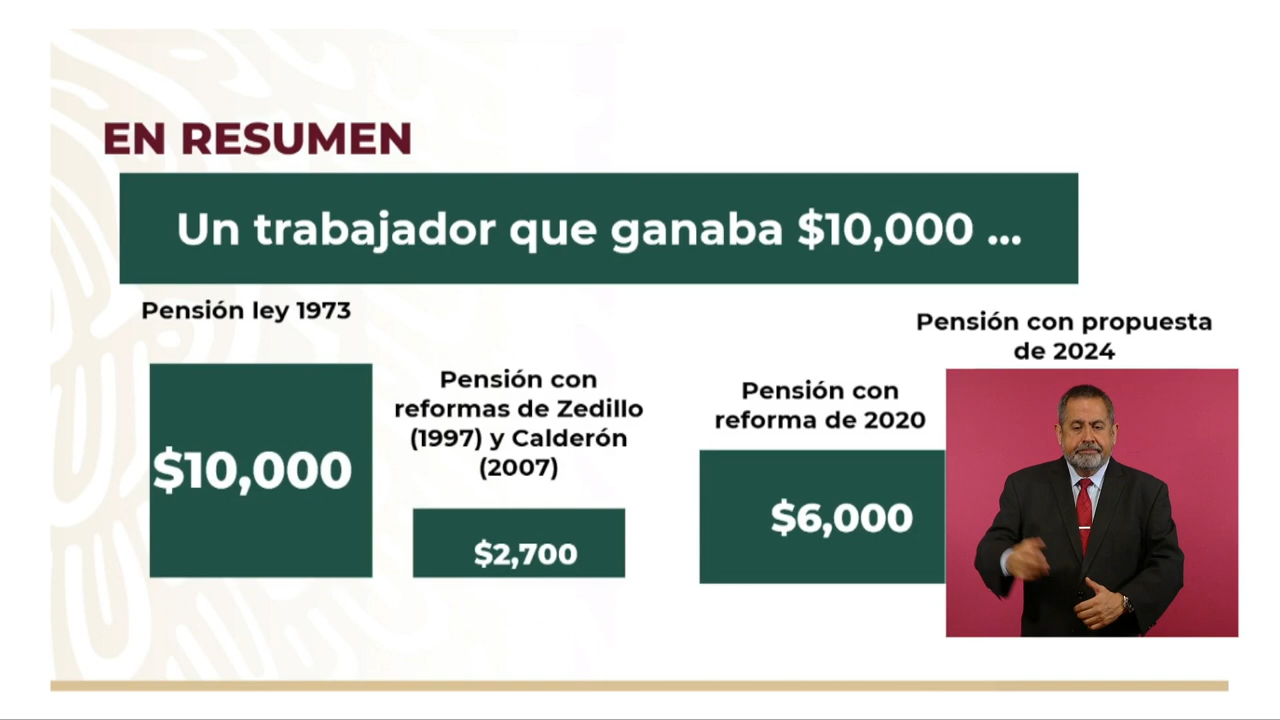 EN RESUMEN
Un trabajador que ganaba $10,000 ...
Pensión ley 1973
$10,000
Pensión con
reformas de Zedillo
(1997) y Calderón
(2007)
$2,700
Pensión con
reforma de 2020
$6,000
Pensión con propuesta
de 2024